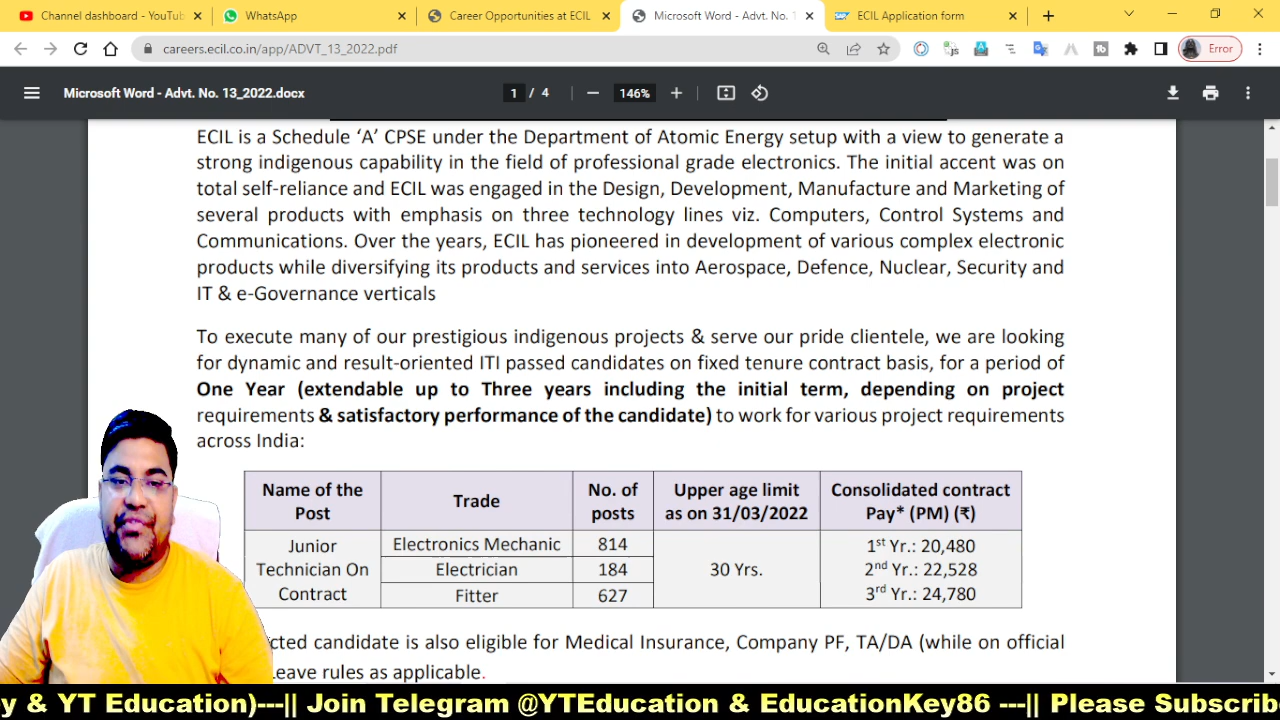 Channel dashboard - YouTu
WhatsApp
Career Opportunities at ECIL
Microsoft Word - Advt. No. 1
ECIL Application form
careers.ecil.co.in/app/ADVT_13_2022.pdf
Error
Microsoft Word - Advt. No. 13_2022.docx
1 / 4
146%
ECIL is a Schedule ‘A’ CPSE under the Department of Atomic Energy setup with a view to generate a
strong indigenous capability in the field of professional grade electronics. The initial accent was on
total self-reliance and ECIL was engaged in the Design, Development, Manufacture and Marketing of
several products with emphasis on three technology lines viz. Computers, Control Systems and
Communications. Over the years, ECIL has pioneered in development of various complex electronic
products while diversifying its products and services into Aerospace, Defence, Nuclear, Security and
IT & e-Governance verticals
To execute many of our prestigious indigenous projects & serve our pride clientele, we are looking
for dynamic and result-oriented ITI passed candidates on fixed tenure contract basis, for a period of
One Year (extendable up to Three years including the initial term, depending on project
requirements & satisfactory performance of the candidate) to work for various project requirements
across India:
Name of the Post
Trade
No. of posts
Upper age limit as on 31/03/2022
Consolidated contract Pay* (PM) (₹)
Junior Technician On Contract
Electronics Mechanic 814
Electrician 184
Fitter 627
30 Yrs.
1st Yr.: 20,480
2nd Yr.: 22,528
3rd Yr.: 24,780
cted candidate is also eligible for Medical Insurance, Company PF, TA/DA (while on official
Leave rules as applicable.
y & YT Education)---|| Join Telegram @YTEducation & EducationKey86 ---|| Please Subscrib